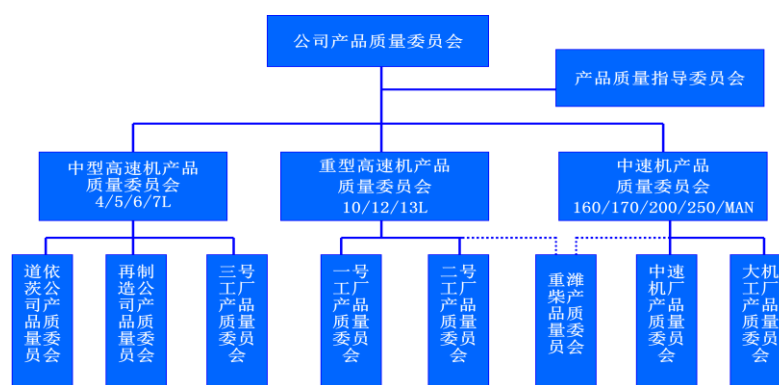 公司产品质量委员会
产品质量指导委员会
中型高速机产品
质量委员会
4/5/6/7L
重型高速机产品
质量委员会
10/12/13L
中速机产品
质量委员会
160/170/200/250/MAN
道依茨公司产品质量委员会
再制造公司产品质量委员会
三号工厂产品质量委员会
一号工厂产品质量委员会
二号工厂产品质量委员会
重潍柴产品质量委员会
中速机厂产品质量委员会
大机工厂产品质量委员会